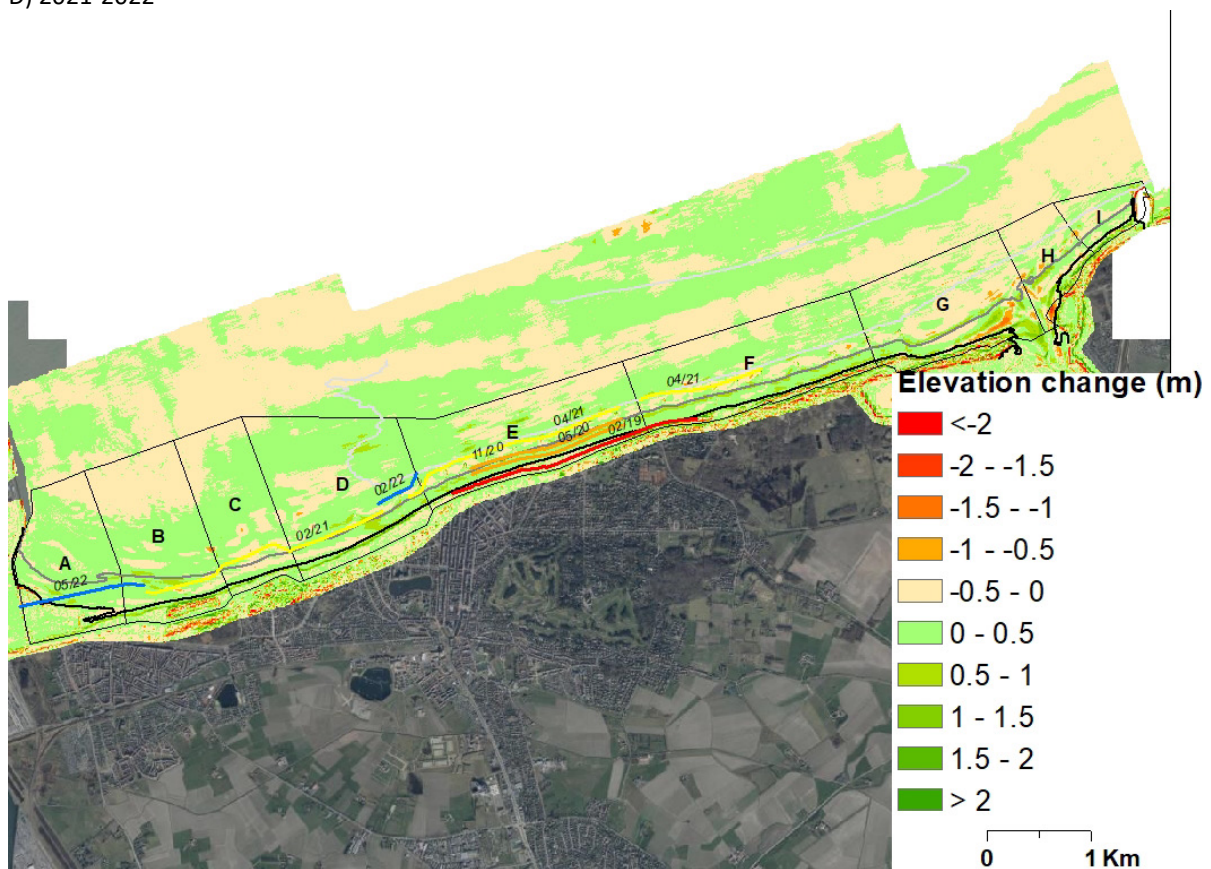 D) 2021-2022
I
H
G
F
04/21
04/21
E
05/20
02/19
11/20
02/22
D
02/21
C
B
A
05/22
Elevation change (m)
<-2
-2 - -1.5
-1.5 - -1
-1 - -0.5
-0.5 - 0
0 - 0.5
0.5 - 1
1 - 1.5
1.5 - 2
> 2
0 1 Km